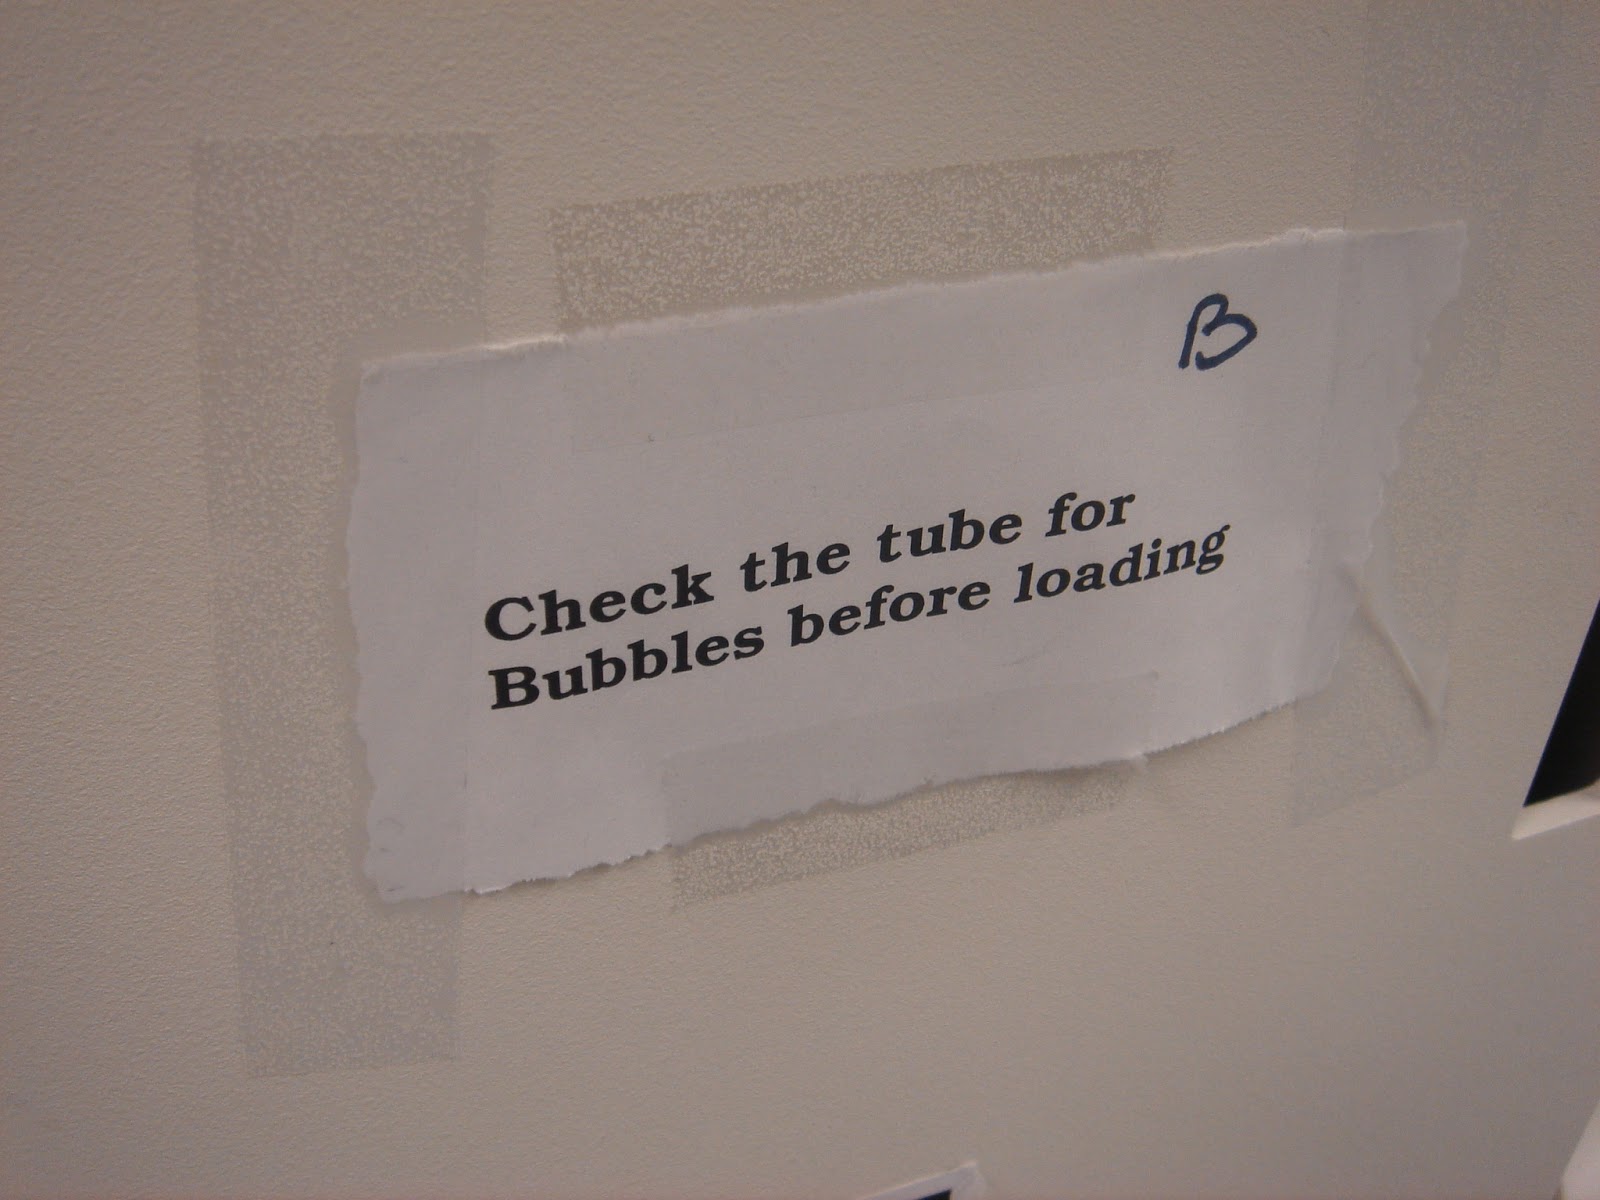 B
Check the tube for
Bubbles before loading